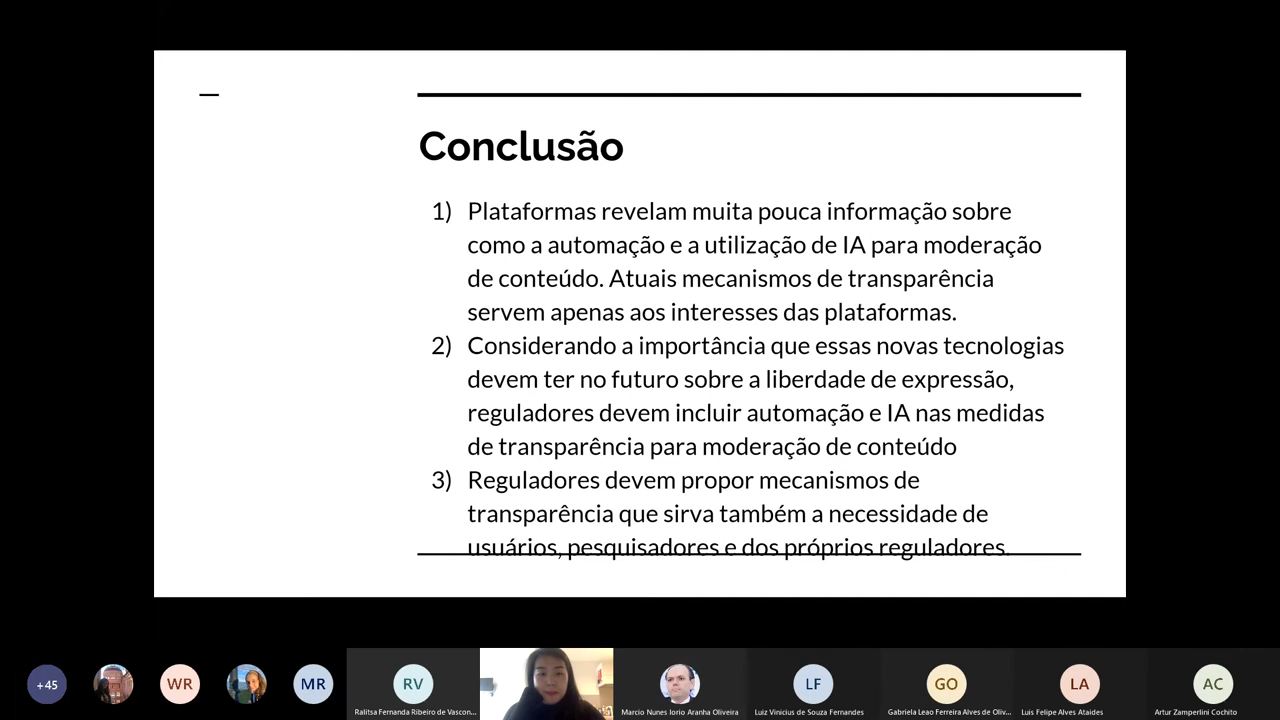 Conclusão
1) Plataformas revelam muita pouca informação sobre
como a automação e a utilização de IA para moderação
de conteúdo. Atuais mecanismos de transparência
servem apenas aos interesses das plataformas.
2) Considerando a importância que essas novas tecnologias
devem ter no futuro sobre a liberdade de expressão,
reguladores devem incluir automação e IA nas medidas
de transparência para moderação de conteúdo
3) Reguladores devem propor mecanismos de
transparência que sirva também a necessidade de
usuários, pesquisadores e dos próprios reguladores.
+45
WR
MR
RV
LF
GO
LA
AC
Ralitsa Fernanda Ribeiro de Vascon...
Marcio Nunes Iorio Aranha Oliveira
Luiz Vinicius de Souza Fernandes
Gabriela Leao Ferreira Alves de Oliv...
Luis Felipe Alves Ataides
Artur Zamperlini Cochito